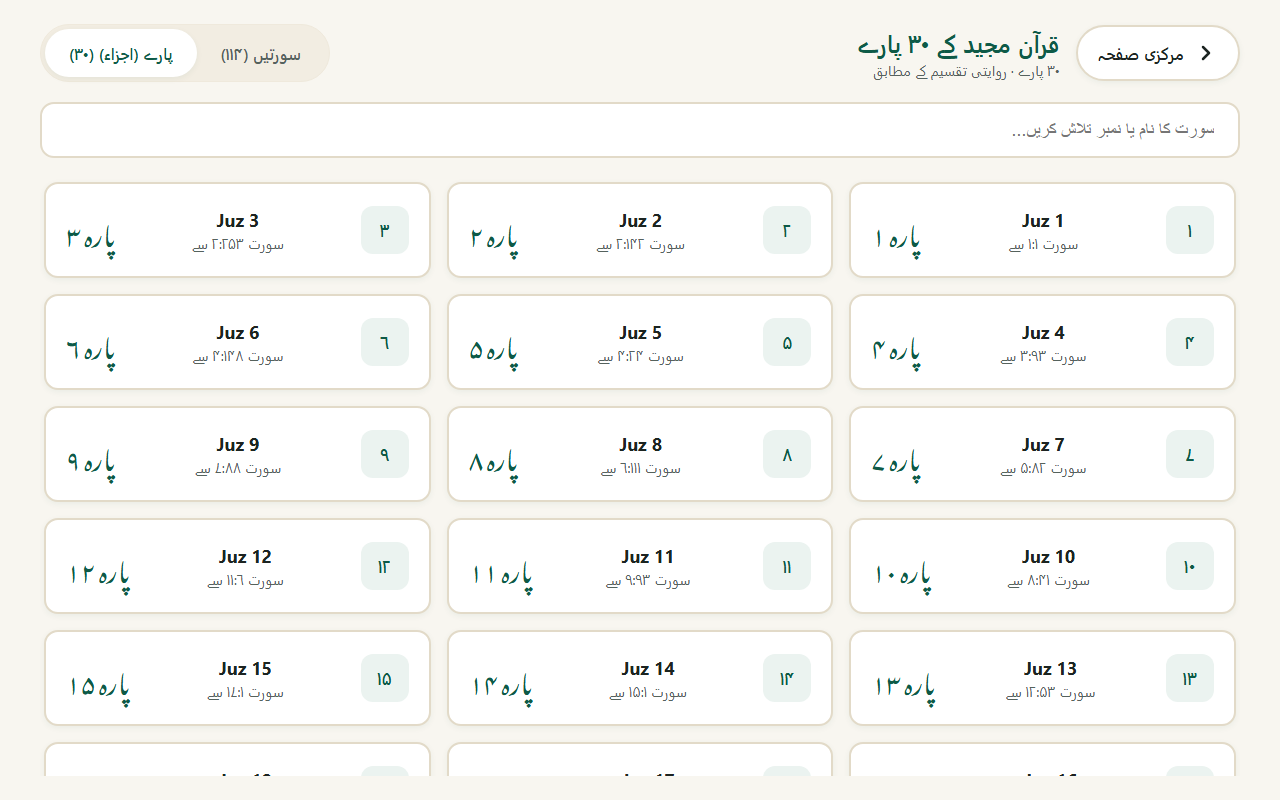 مرکزی صفحہ
قرآن مجید کے ۳۰ پارے
۳۰ پارے · روایتی تقسیم کے مطابق
سورتیں (۱۱۴)
پارے (اجزاء) (۳۰)
سورت کا نام یا نمبر تلاش کریں...
۱
Juz 1
سورت ۱:۱ سے
پارہ ۱
۲
Juz 2
سورت ۲:۱۴۲ سے
پارہ ۲
۳
Juz 3
سورت ۲:۲۵۳ سے
پارہ ۳
۴
Juz 4
سورت ۳:۹۳ سے
پارہ ۴
۵
Juz 5
سورت ۴:۲۴ سے
پارہ ۵
۶
Juz 6
سورت ۴:۱۴۸ سے
پارہ ۶
۷
Juz 7
سورت ۵:۸۲ سے
پارہ ۷
۸
Juz 8
سورت ۶:۱۱۱ سے
پارہ ۸
۹
Juz 9
سورت ۷:۸۸ سے
پارہ ۹
۱۰
Juz 10
سورت ۸:۴۱ سے
پارہ ۱۰
۱۱
Juz 11
سورت ۹:۹۳ سے
پارہ ۱۱
۱۲
Juz 12
سورت ۱۱:۶ سے
پارہ ۱۲
۱۳
Juz 13
سورت ۱۲:۵۳ سے
پارہ ۱۳
۱۴
Juz 14
سورت ۱۵:۱ سے
پارہ ۱۴
۱۵
Juz 15
سورت ۱۷:۱ سے
پارہ ۱۵